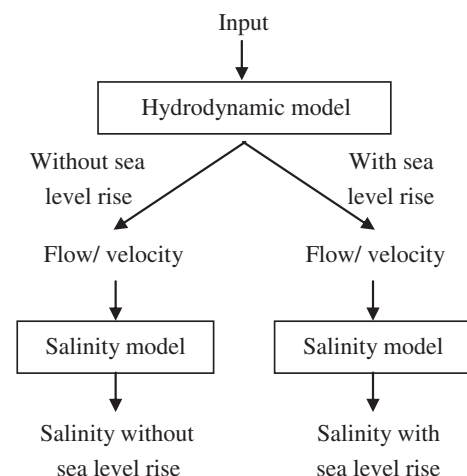 Input
Hydrodynamic model
Without sea
level rise
With sea
level rise
Flow/ velocity
Flow/ velocity
Salinity model
Salinity model
Salinity without
sea level rise
Salinity with
sea level rise